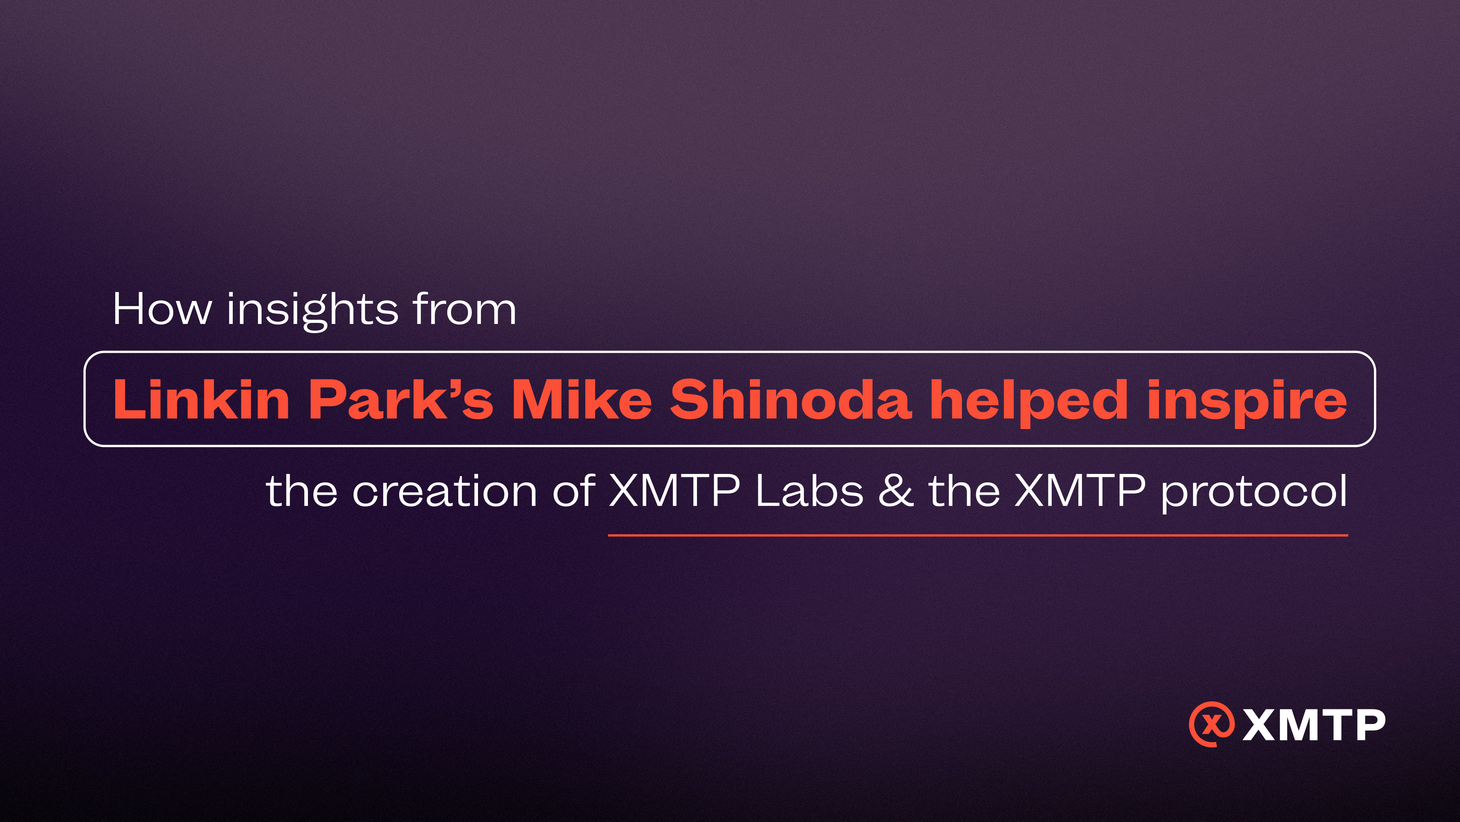 How insights from
Linkin Park’s Mike Shinoda helped inspire
the creation of XMTP Labs & the XMTP protocol
XMTP